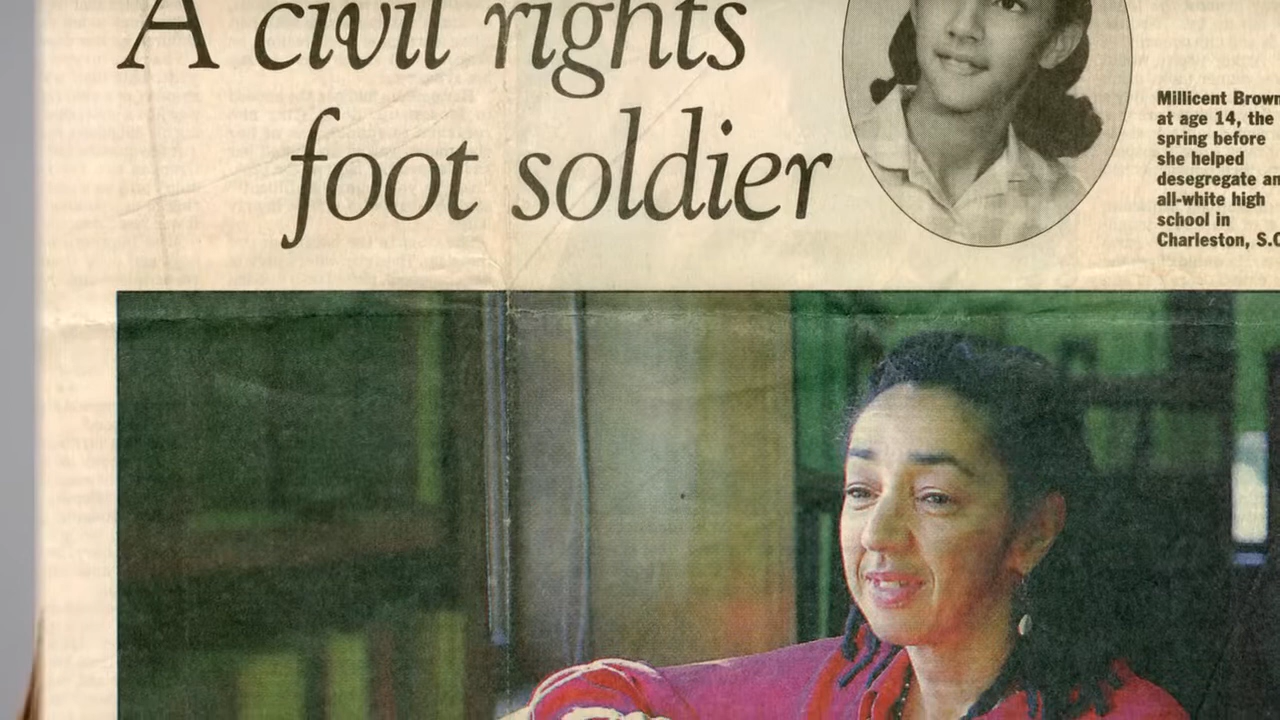 A civil rights
foot soldier
Millicent Brown
at age 14, the
spring before
she helped
desegregate an
all-white high
school in
Charleston, S.C